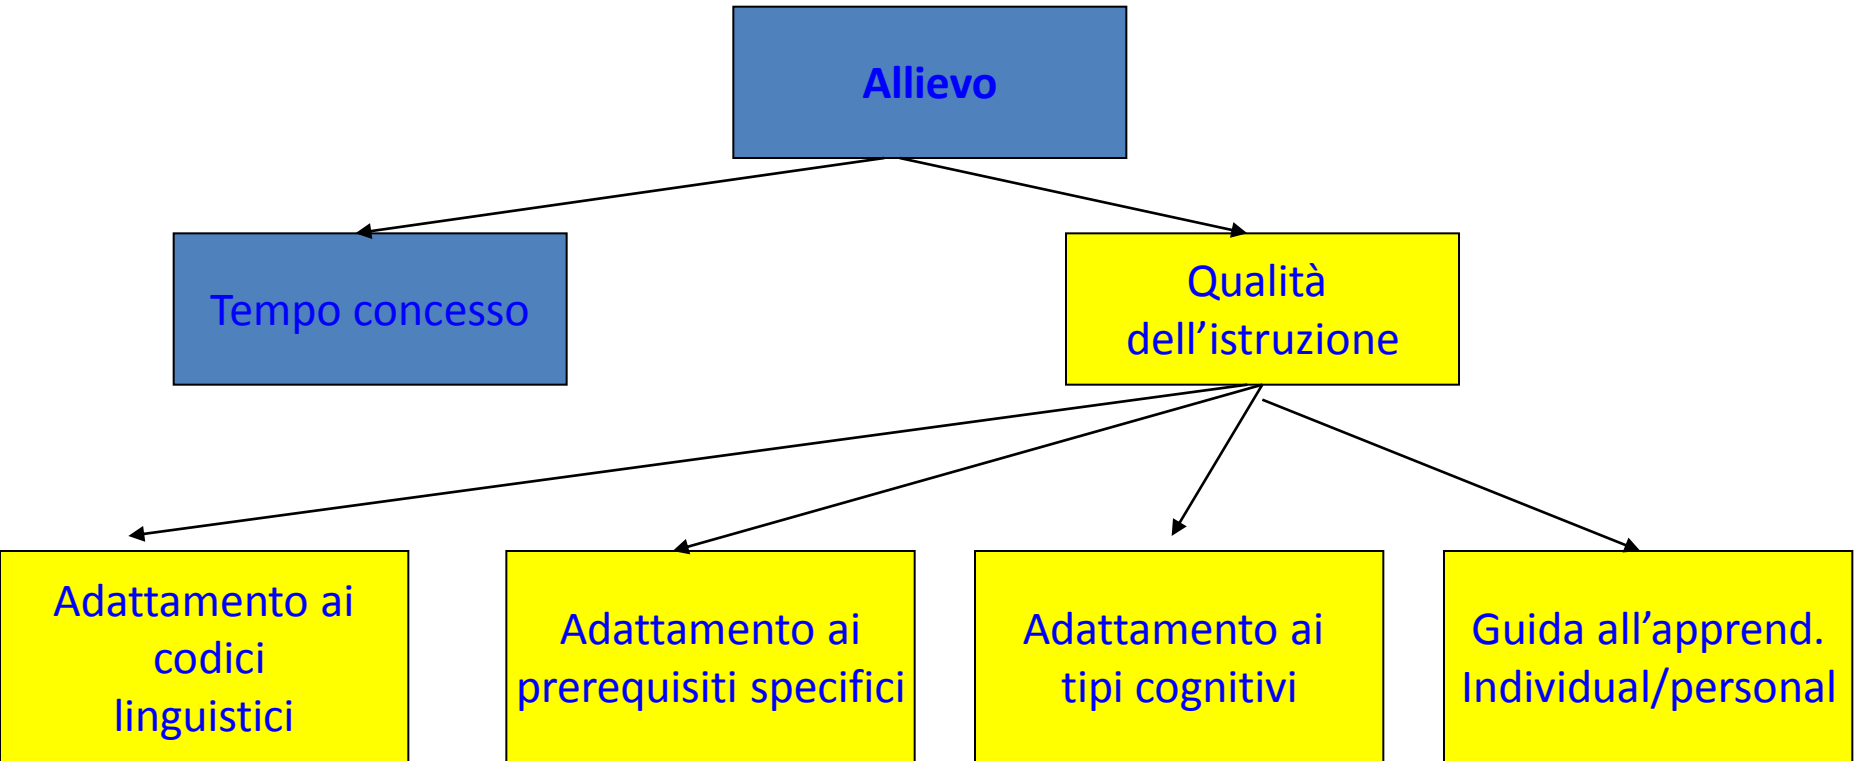 Allievo
Tempo concesso
Qualità
dell’istruzione
Adattamento ai
codici
linguistici
Adattamento ai
prerequisiti specifici
Adattamento ai
tipi cognitivi
Guida all’apprend.
Individual/personal